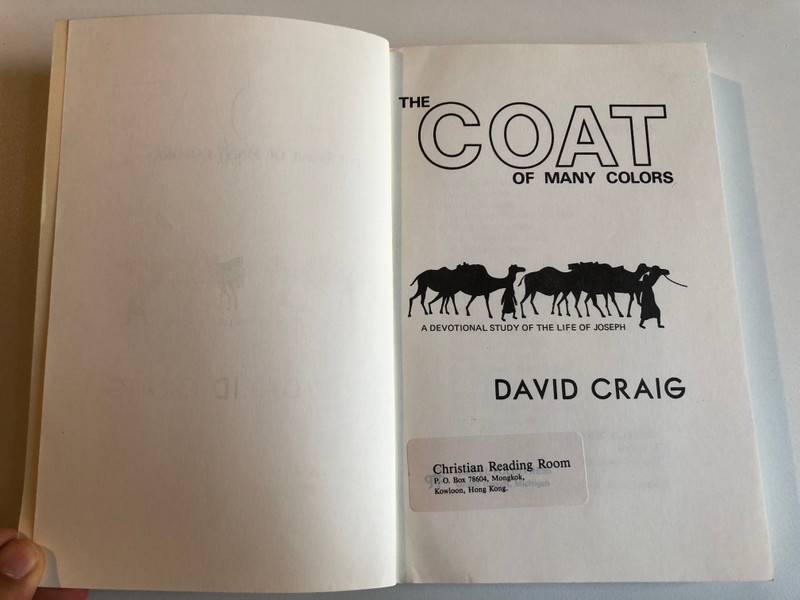 THE
COAT
OF MANY COLORS
A DEVOTIONAL STUDY OF THE LIFE OF JOSEPH
DAVID CRAIG
Christian Reading Room
P. O. Box 78604, Mongkok,
Kowloon, Hong Kong.